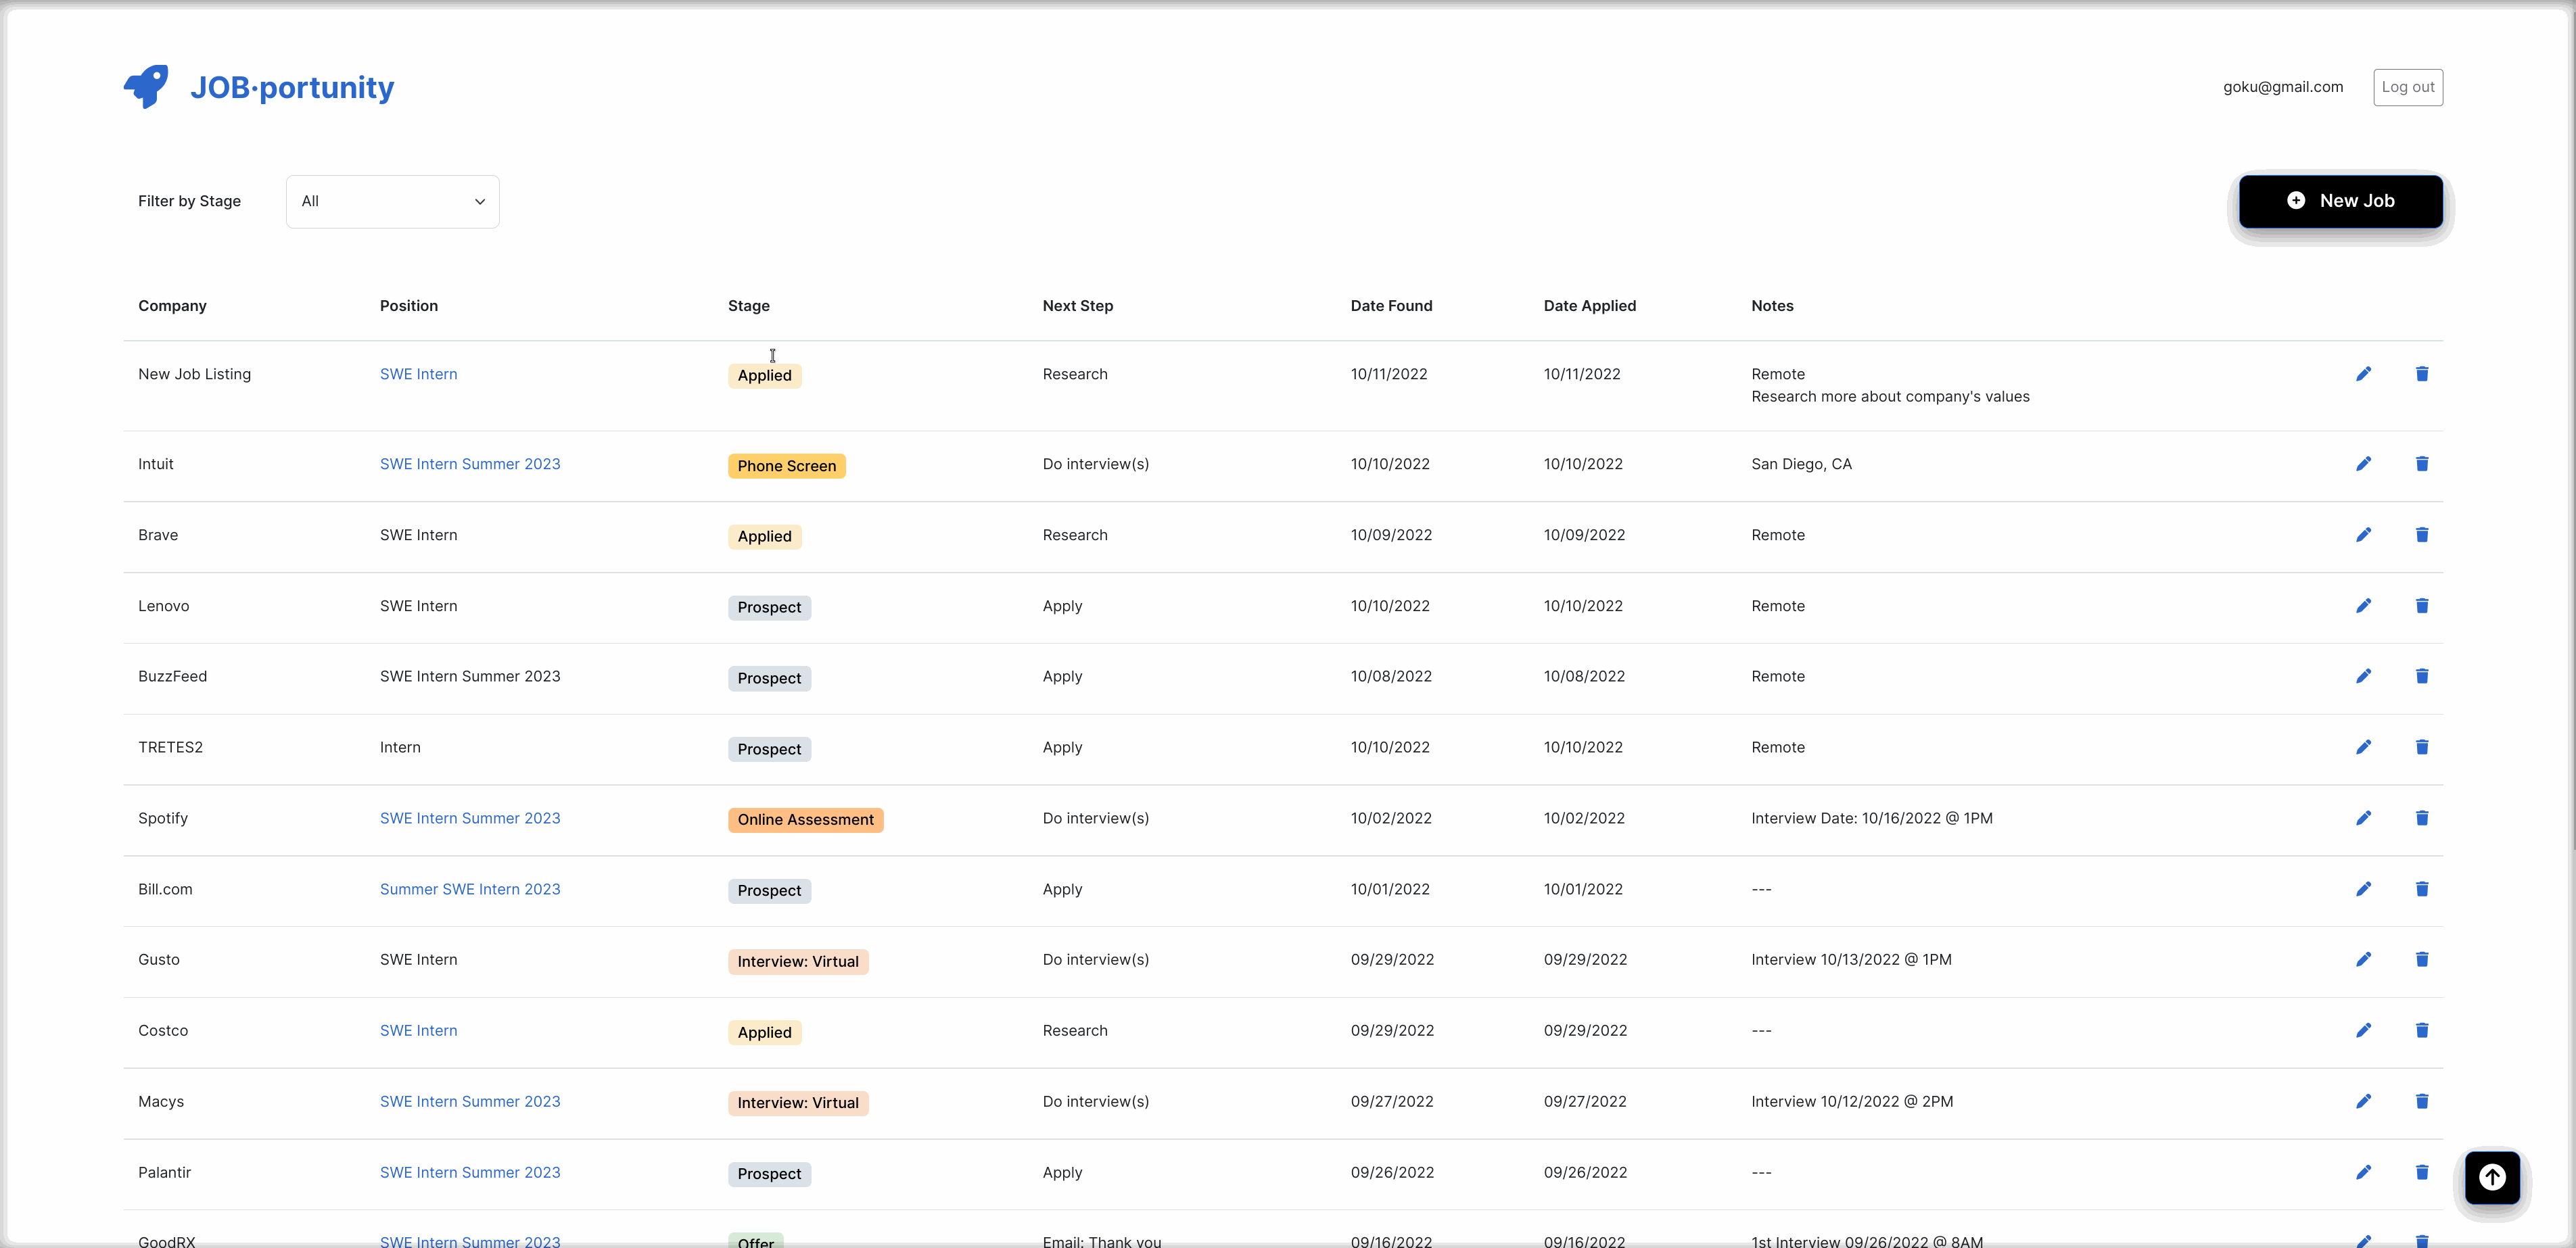 JOB·portunity
goku@gmail.com Log out
Filter by Stage All New Job
Company Position Stage Next Step Date Found Date Applied Notes
New Job Listing SWE Intern Applied Research 10/11/2022 10/11/2022 Remote
Research more about company's values
Intuit SWE Intern Summer 2023 Phone Screen Do interview(s) 10/10/2022 10/10/2022 San Diego, CA
Brave SWE Intern Applied Research 10/09/2022 10/09/2022 Remote
Lenovo SWE Intern Prospect Apply 10/10/2022 10/10/2022 Remote
BuzzFeed SWE Intern Summer 2023 Prospect Apply 10/08/2022 10/08/2022 Remote
TRETES2 Intern Prospect Apply 10/10/2022 10/10/2022 Remote
Spotify SWE Intern Summer 2023 Online Assessment Do interview(s) 10/02/2022 10/02/2022 Interview Date: 10/16/2022 @ 1PM
Bill.com Summer SWE Intern 2023 Prospect Apply 10/01/2022 10/01/2022 ---
Gusto SWE Intern Interview: Virtual Do interview(s) 09/29/2022 09/29/2022 Interview 10/13/2022 @ 1PM
Costco SWE Intern Applied Research 09/29/2022 09/29/2022 ---
Macys SWE Intern Summer 2023 Interview: Virtual Do interview(s) 09/27/2022 09/27/2022 Interview 10/12/2022 @ 2PM
Palantir SWE Intern Summer 2023 Prospect Apply 09/26/2022 09/26/2022 ---
GoodRX SWE Intern Summer 2023 Offer Email: Thank you 09/16/2022 09/16/2022 1st Interview 09/26/2022 @ 8AM